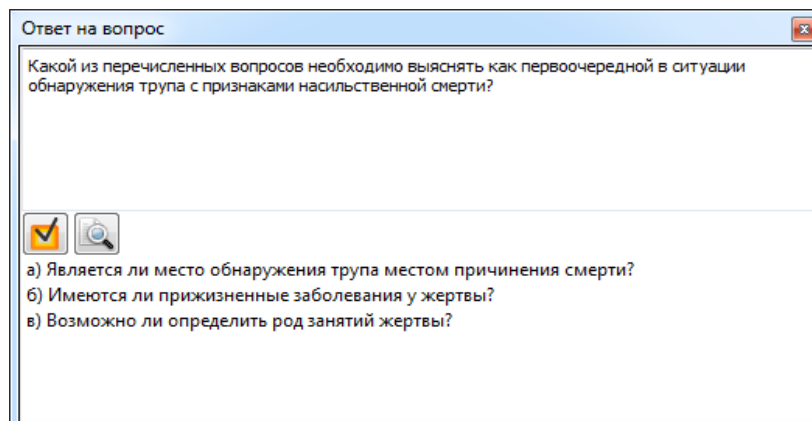 Ответ на вопрос
Какой из перечисленных вопросов необходимо выяснять как первоочередной в ситуации
обнаружения трупа с признаками насильственной смерти?
а) Является ли место обнаружения трупа местом причинения смерти?
б) Имеются ли прижизненные заболевания у жертвы?
в) Возможно ли определить род занятий жертвы?